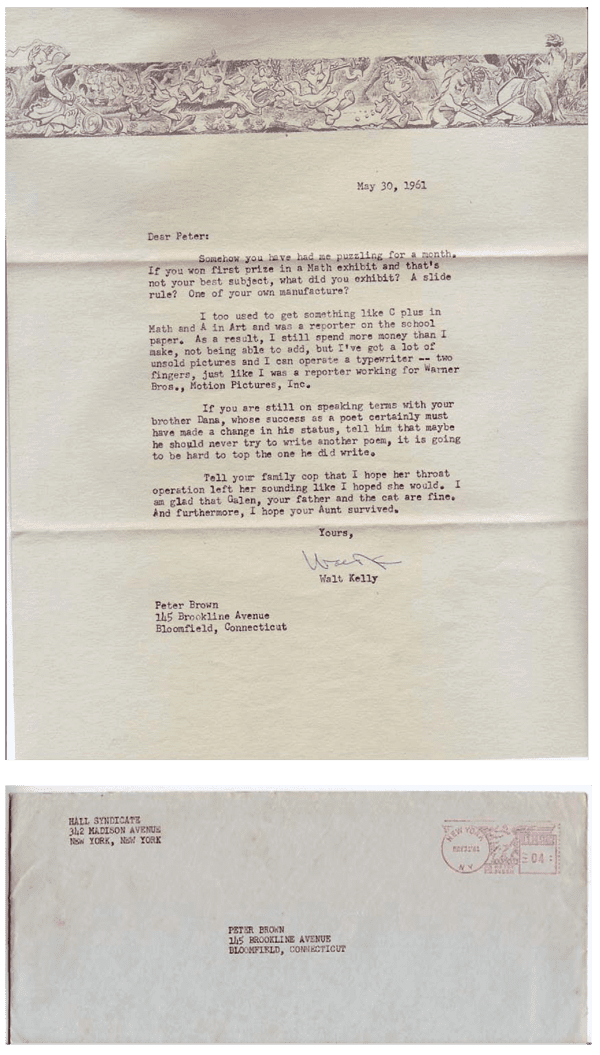 May 30, 1961
Dear Peter:
Somehow you have had me puzzling for a month.
If you won first prize in a Math exhibit and that's
not your best subject, what did you exhibit? A slide
rule? One of your own manufacture?
I too used to get something like C plus in
Math and A in Art and was a reporter on the school
paper. As a result, I still spend more money than I
make, not being able to add, but I've got a lot of
unsold pictures and I can operate a typewriter -- two
fingers, just like I was a reporter working for Warner
Bros., Motion Pictures, Inc.
If you are still on speaking terms with your
brother Dana, whose success as a poet certainly must
have made a change in his status, tell him that maybe
he should never try to write another poem, it is going
to be hard to top the one he did write.
Tell your family cop that I hope her throat
operation left her sounding like I hoped she would. I
am glad that Galen, your father and the cat are fine.
And furthermore, I hope your Aunt survived.
Yours,
Walt K
Walt Kelly
Peter Brown
145 Brookline Avenue
Bloomfield, Connecticut
HALL SYNDICATE
342 MADISON AVENUE
NEW YORK, NEW YORK
NEW YORK
N.Y.
04
PETER BROWN
145 BROOKLINE AVENUE
BLOOMFIELD, CONNECTICUT